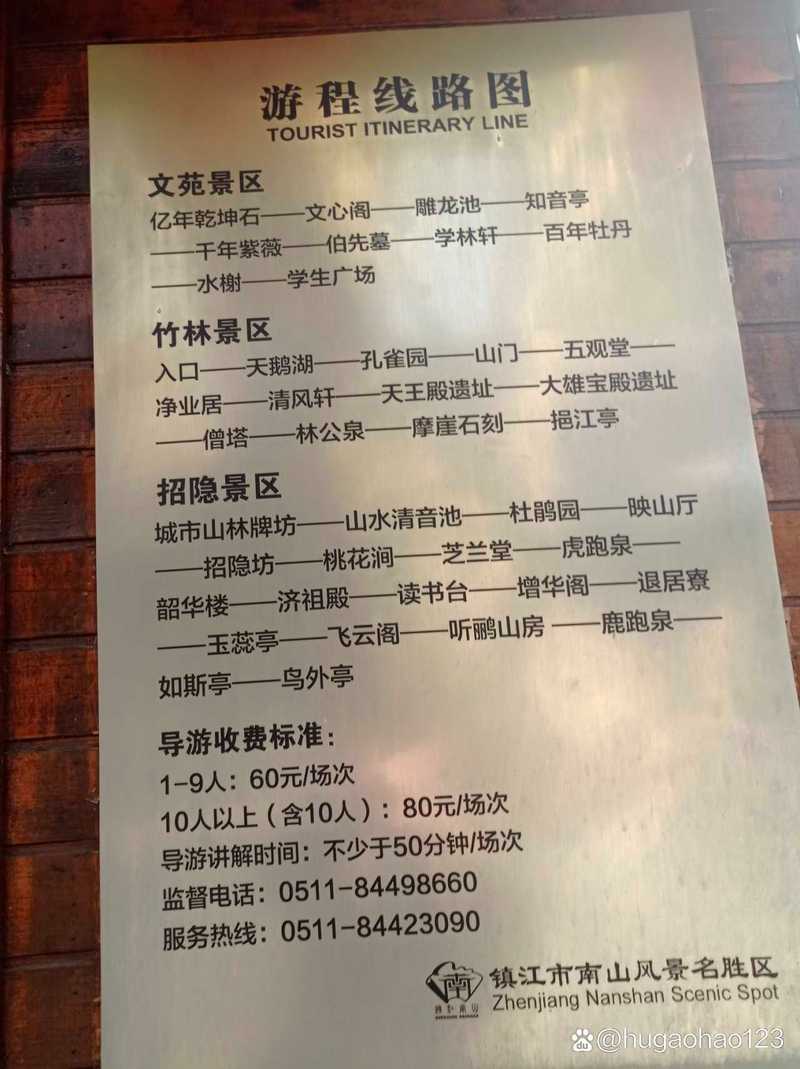 游程线路图
TOURIST ITINERARY LINE
文苑景区
亿年乾坤石——文心阁——雕龙池——知音亭
——千年紫薇——伯先墓——学林轩——百年牡丹
——水榭——学生广场
竹林景区
入口——天鹅湖——孔雀园——山门——五观堂——
净业居——清风轩——天王殿遗址——大雄宝殿遗址
——僧塔——林公泉——摩崖石刻——挹江亭
招隐景区
城市山林牌坊——山水清音池——杜鹃园——映山厅
——招隐坊——桃花涧——芝兰堂——虎跑泉——
韶华楼——济祖殿——读书台——增华阁——退居寮
——玉蕊亭——飞云阁——听鹂山房 ——鹿跑泉——
如斯亭——鸟外亭
导游收费标准：
1-9人：60元/场次
10人以上（含10人）：80元/场次
导游讲解时间：不少于50分钟/场次
监督电话：0511-84498660
服务热线：0511-84423090
南
镇江市南山风景名胜区
Zhenjiang Nanshan Scenic Spot
du @hugaohao123